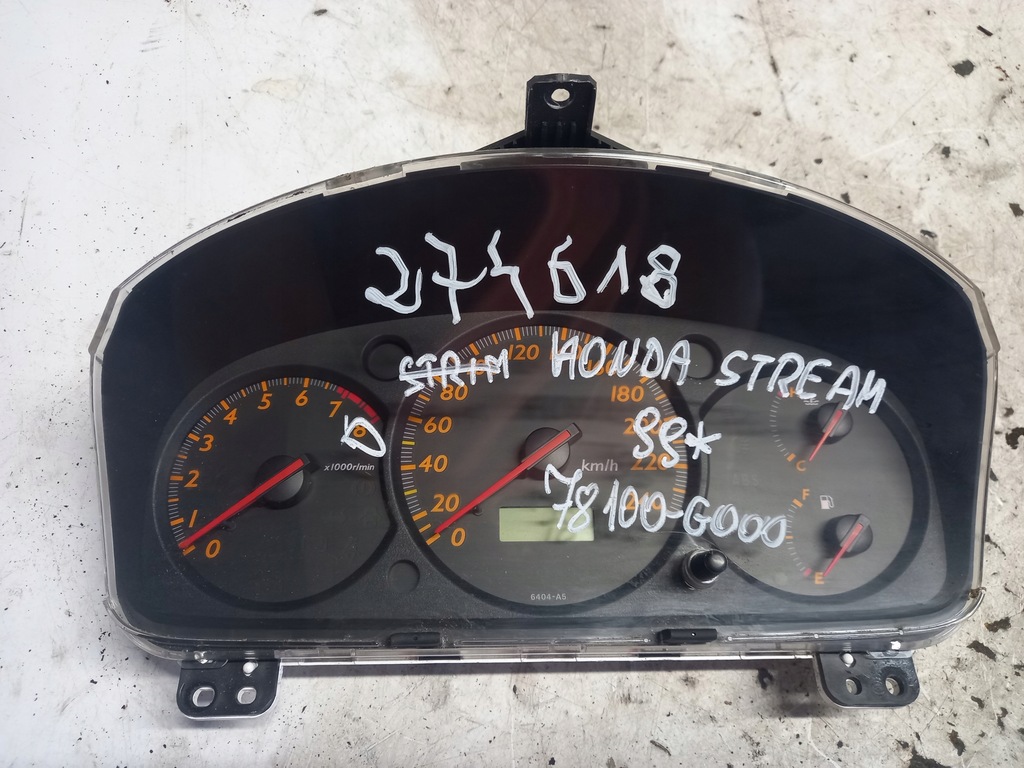 274618
STRIM HONDA STREAM
D
99*
78100-G000
0 1 2 3 4 5 6 7 8
x1000r/min
0 20 40 60 80 120 180 220
km/h
6404-A5
C
F
E